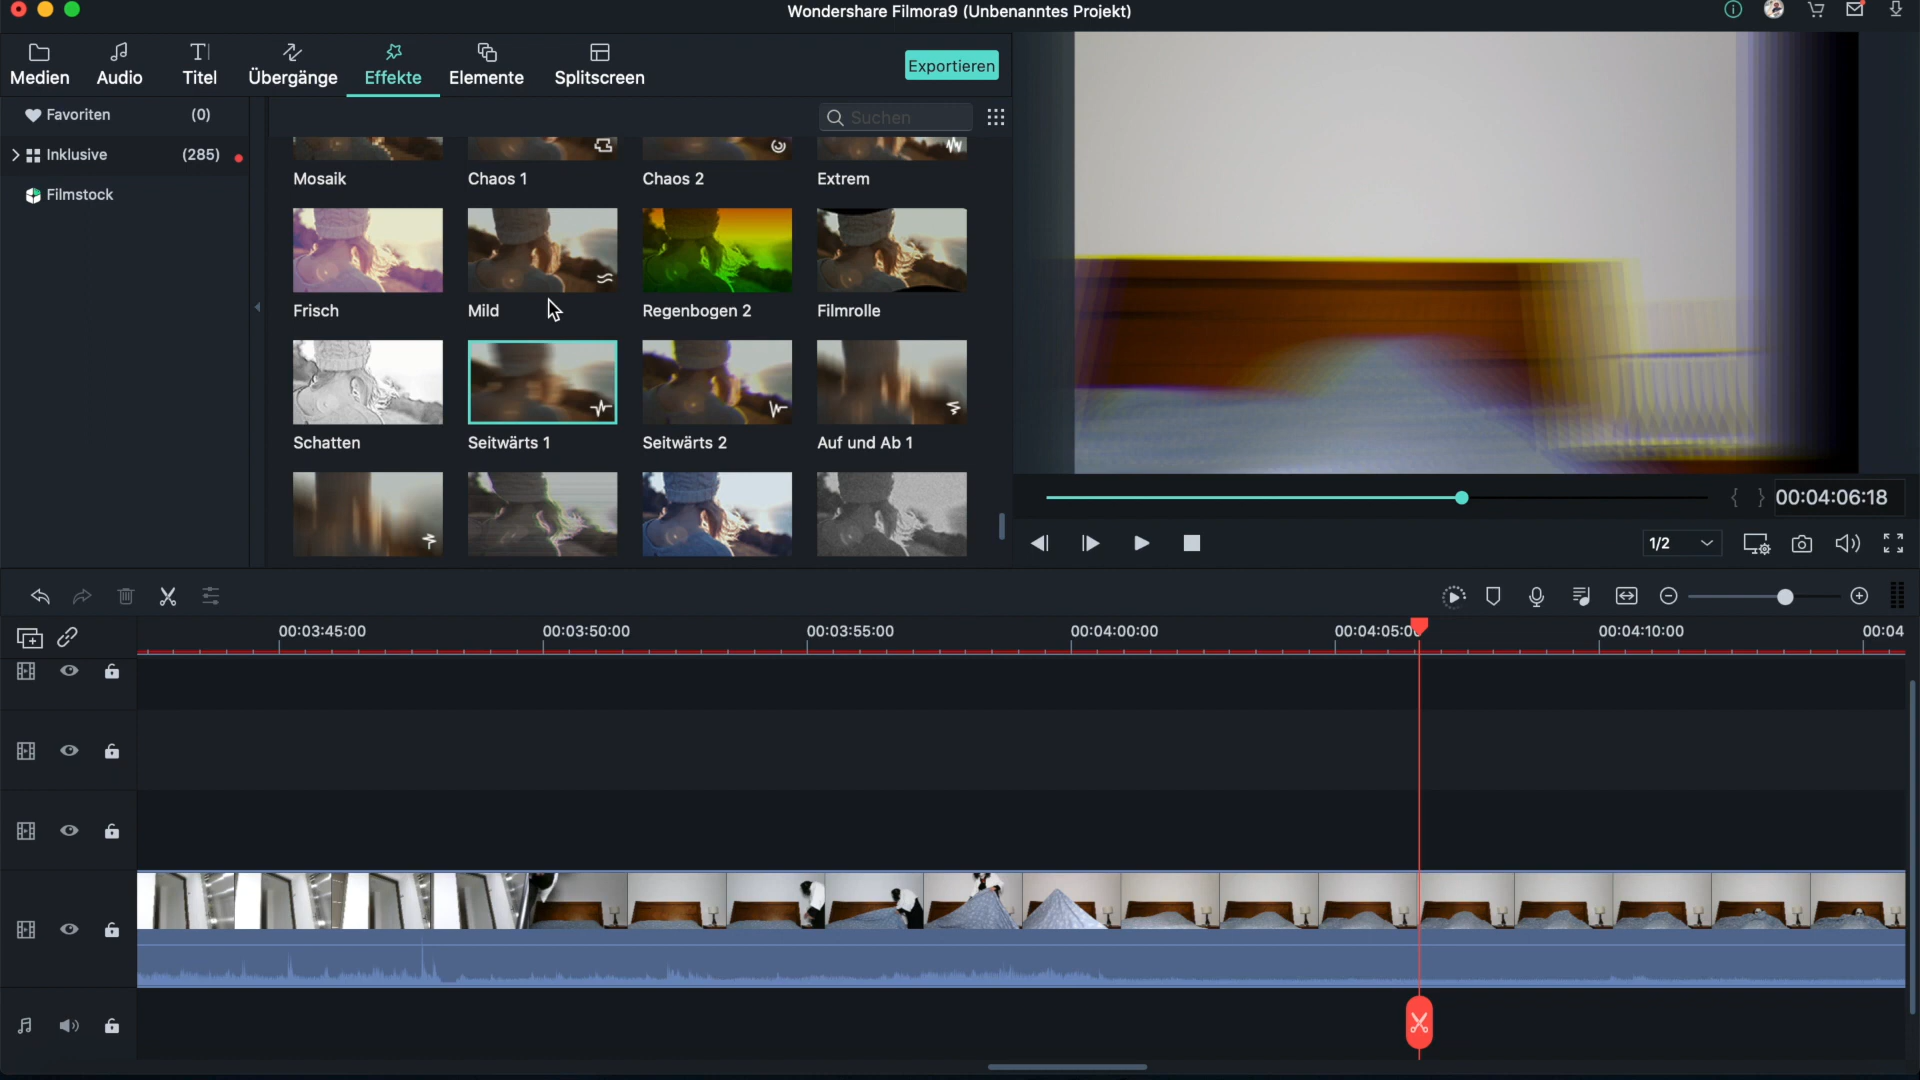 Wondershare Filmora9 (Unbenanntes Projekt)
Medien
Audio
Titel
Übergänge
Effekte
Elemente
Splitscreen
Exportieren
Favoriten (0)
Inklusive (285)
Filmstock
Suchen
Mosaik
Chaos 1
Chaos 2
Extrem
Frisch
Mild
Regenbogen 2
Filmrolle
Schatten
Seitwärts 1
Seitwärts 2
Auf und Ab 1
{ } 00:04:06:18
1/2
00:03:45:00
00:03:50:00
00:03:55:00
00:04:00:00
00:04:05:0
00:04:10:00
00:04